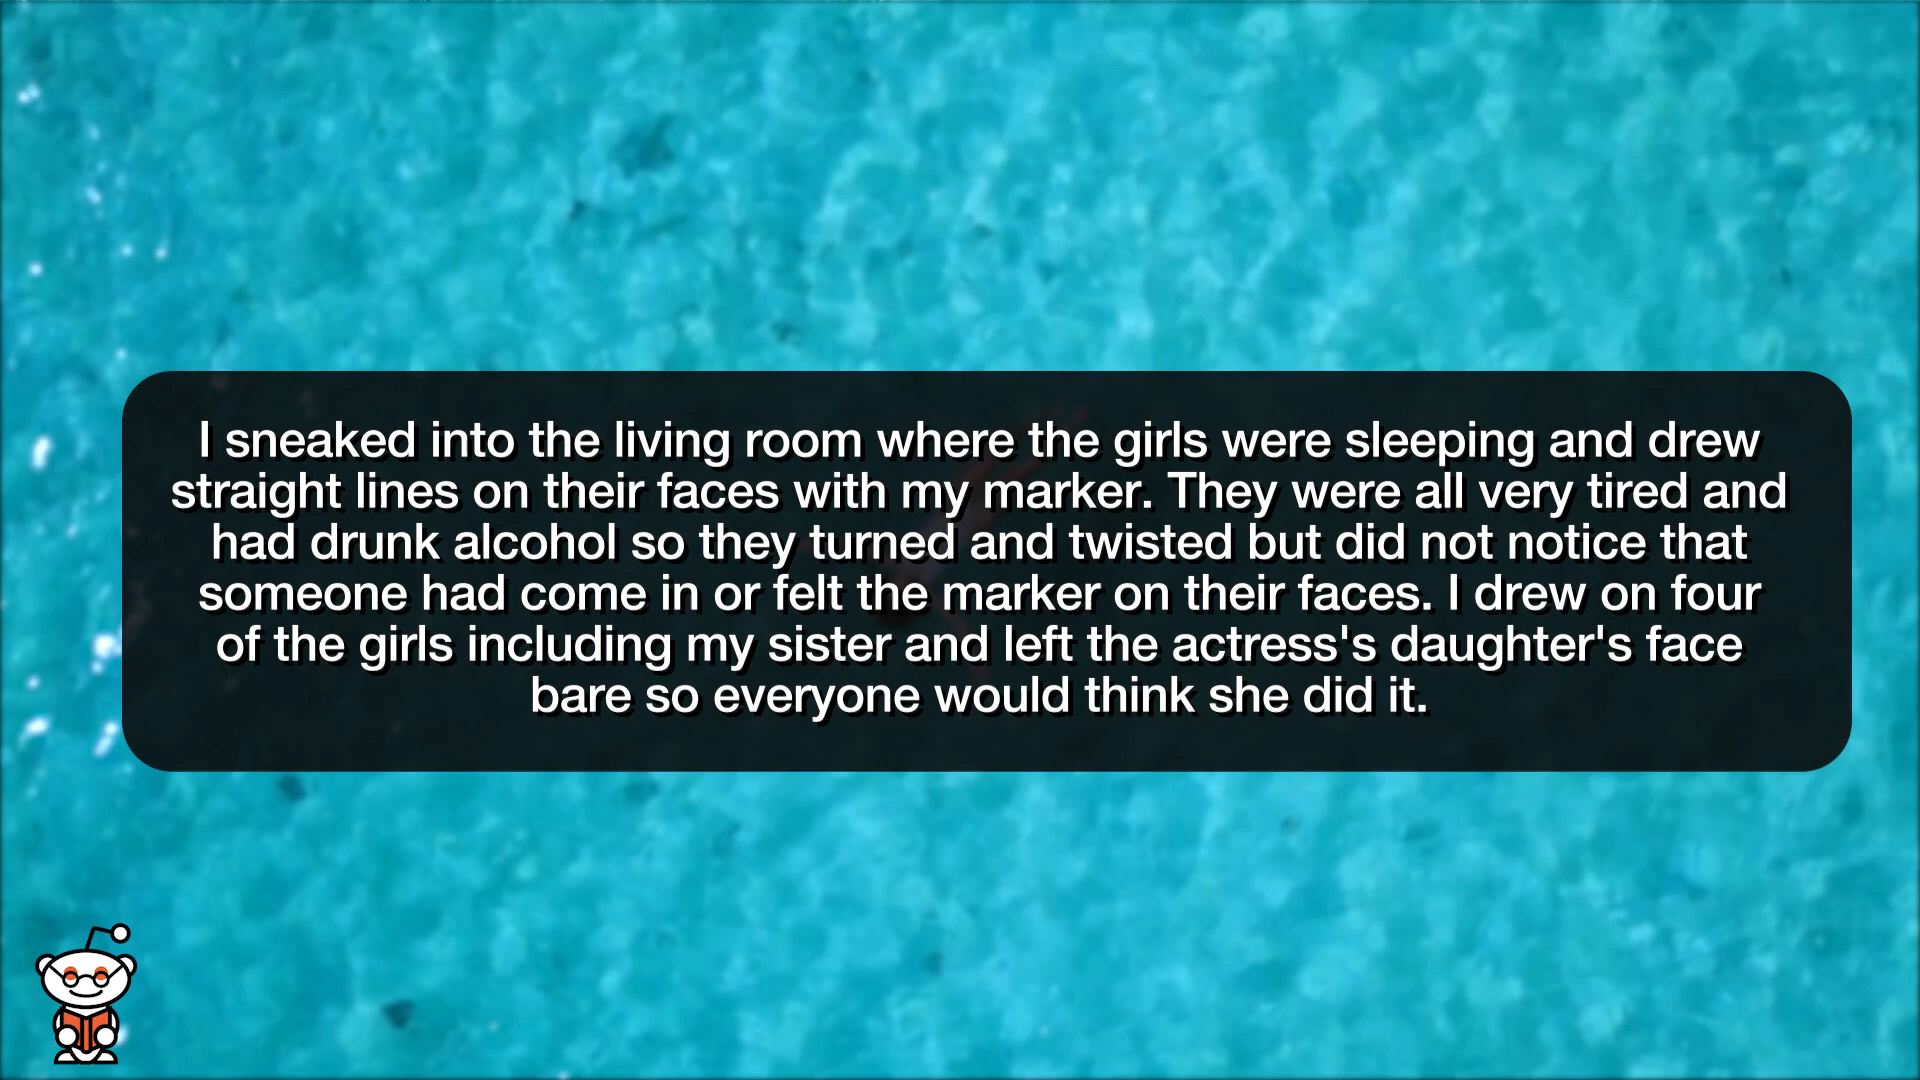 I sneaked into the living room where the girls were sleeping and drew
straight lines on their faces with my marker. They were all very tired and
had drunk alcohol so they turned and twisted but did not notice that
someone had come in or felt the marker on their faces. I drew on four
of the girls including my sister and left the actress's daughter's face
bare so everyone would think she did it.